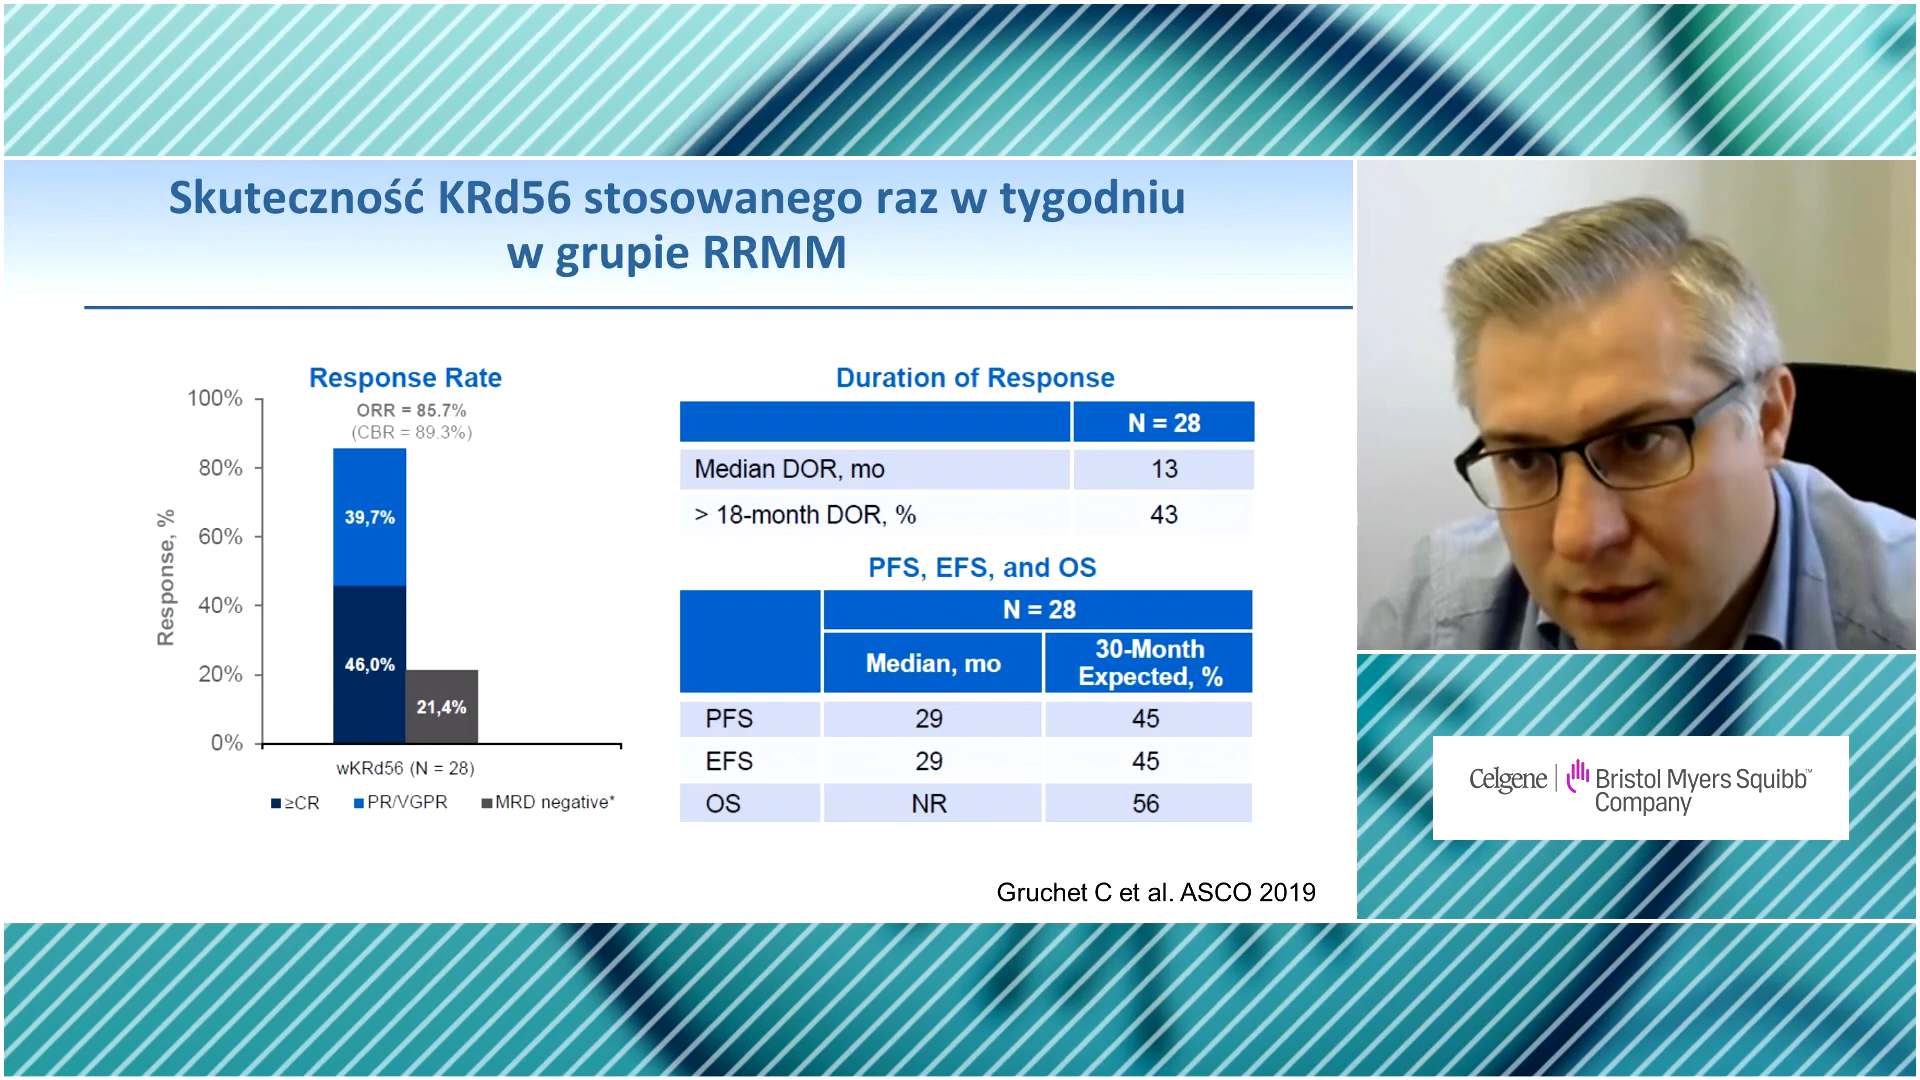 Skuteczność KRd56 stosowanego raz w tygodniu
w grupie RRMM
Response Rate
ORR = 85.7%
(CBR = 89.3%)
Response, %
100%
80%
60%
40%
20%
0%
39,7%
46,0%
21,4%
wKRd56 (N = 28)
≥CR PR/VGPR MRD negative*
Duration of Response
N = 28
Median DOR, mo 13
> 18-month DOR, % 43
PFS, EFS, and OS
N = 28
Median, mo 30-Month Expected, %
PFS 29 45
EFS 29 45
OS NR 56
Gruchet C et al. ASCO 2019
Celgene | Bristol Myers Squibb™
Company